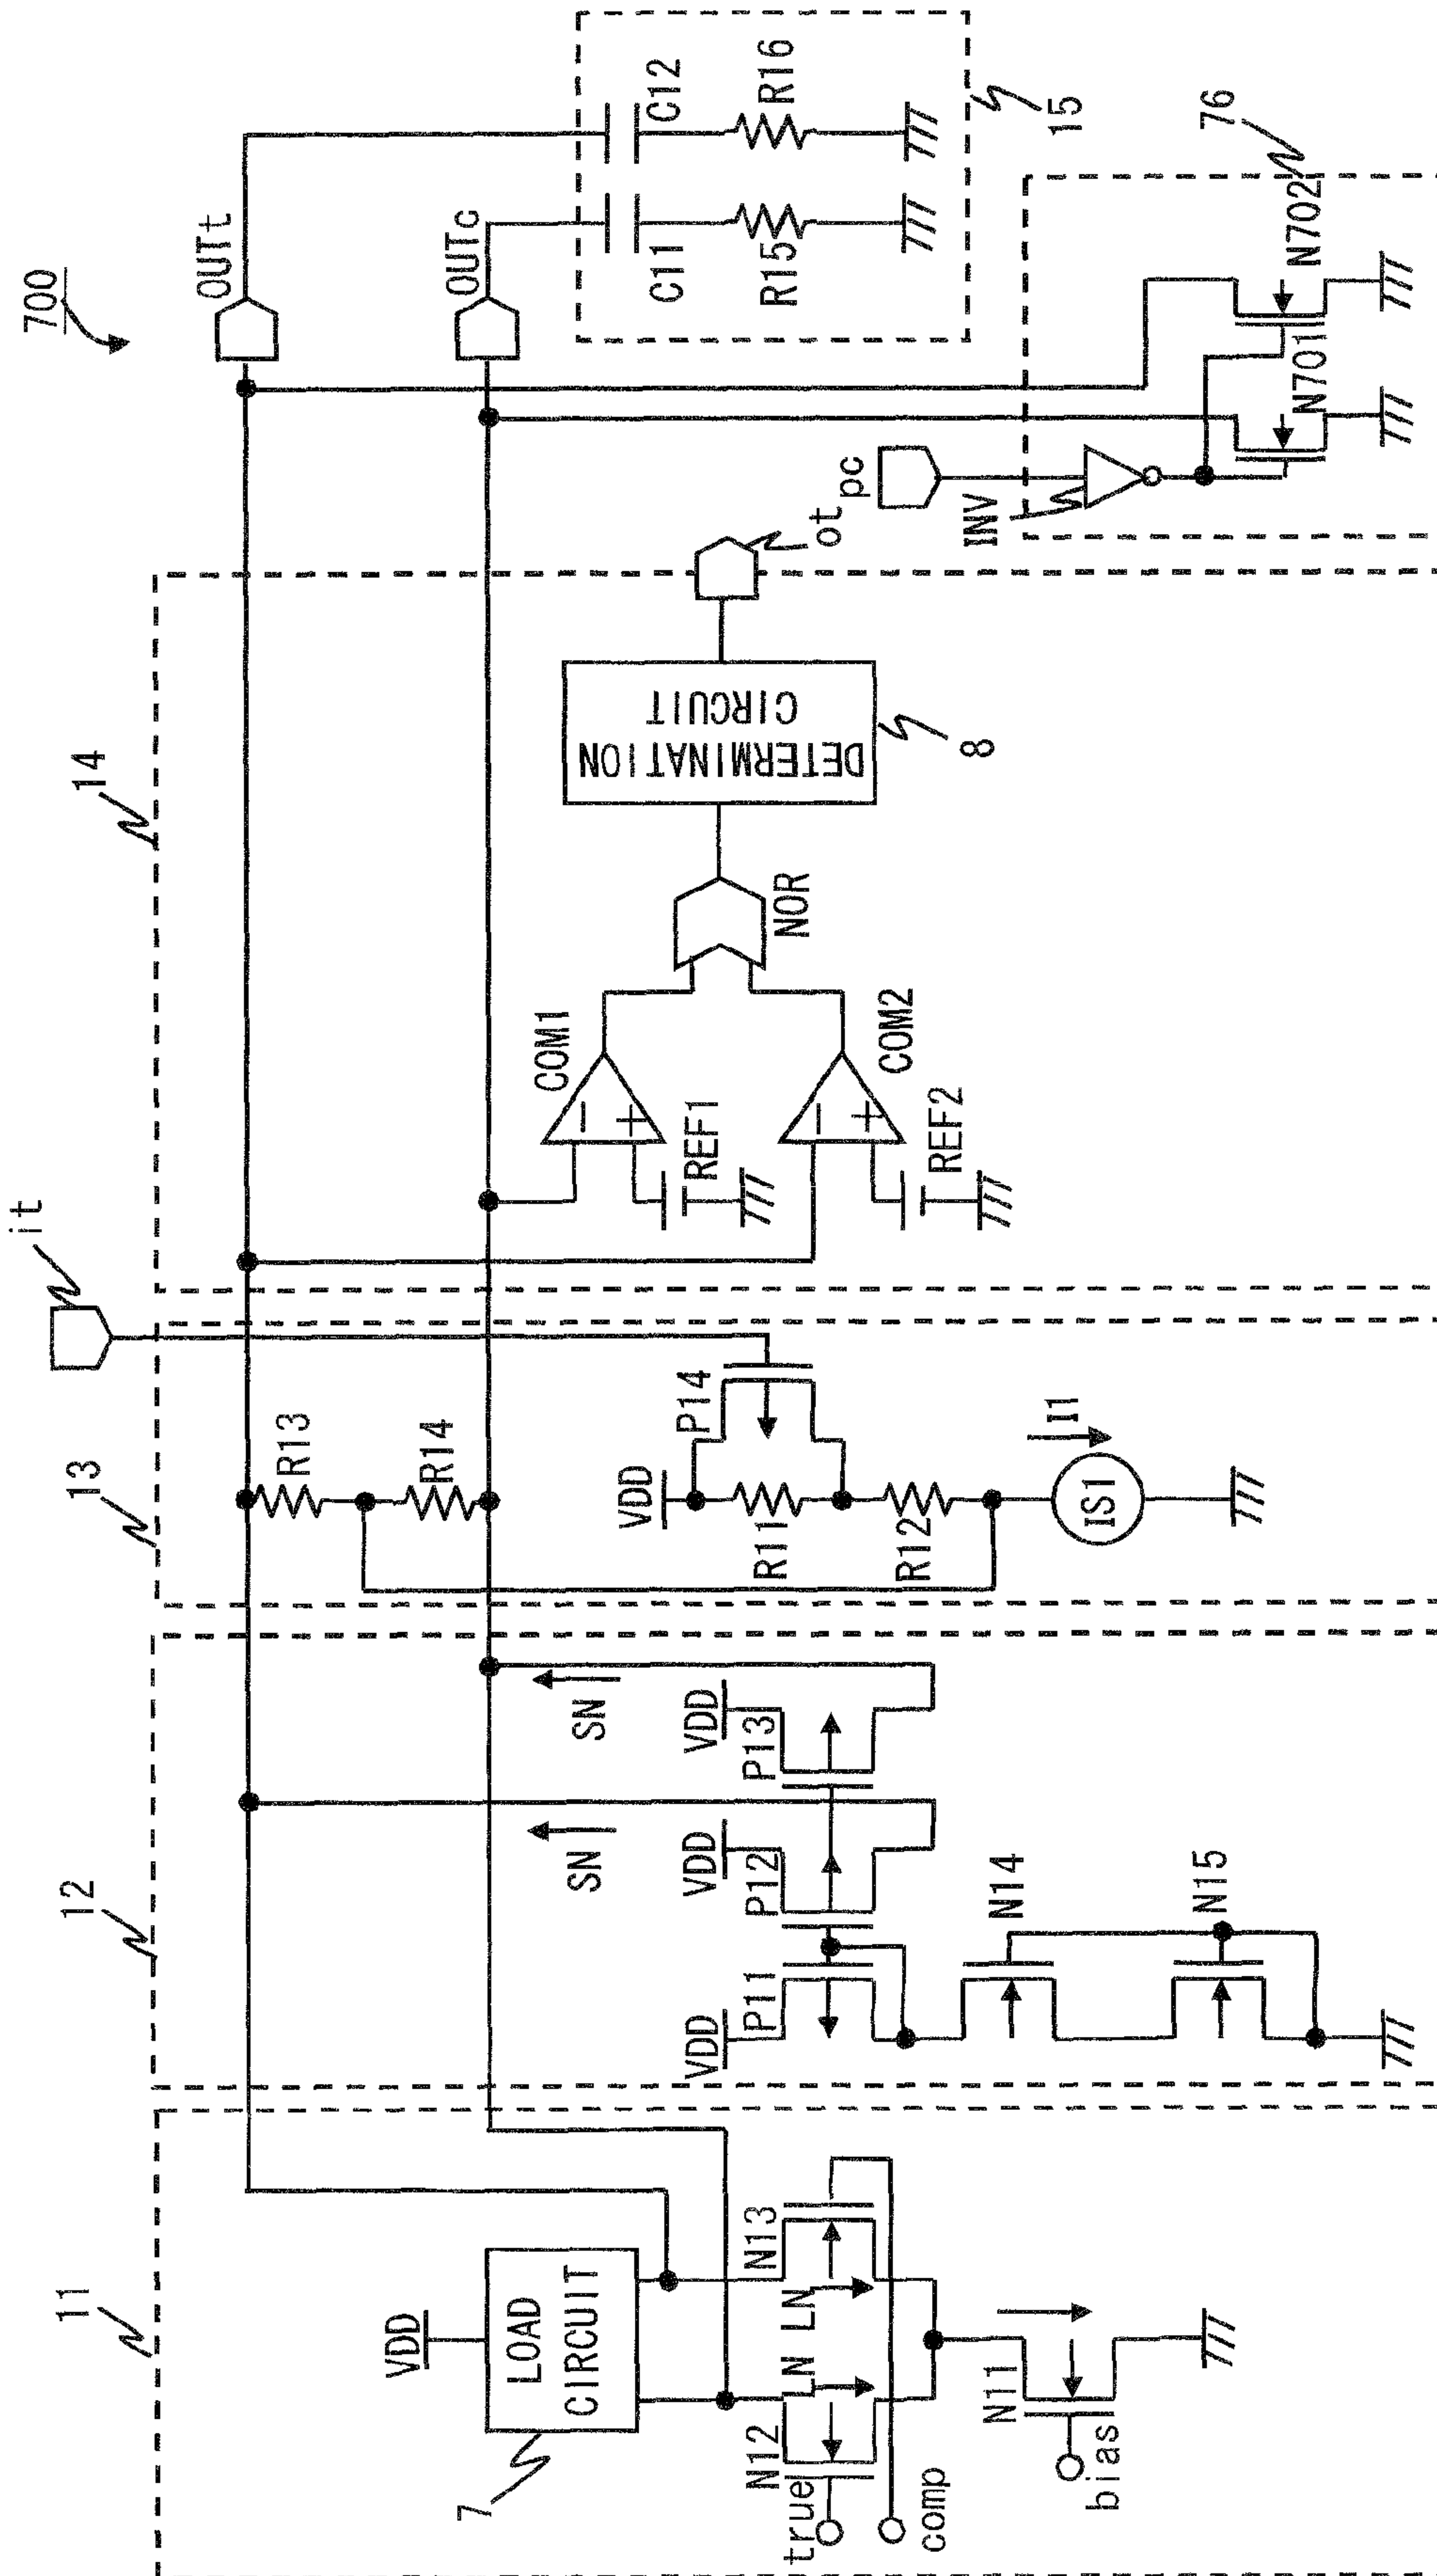 700
11
12
13
14
it
VDD
LOAD
CIRCUIT
7
N12
N13
LN
LN
true
comp
N11
bias
SN
SN
VDD
VDD
VDD
P11
P12
P13
N14
N15
R13
R14
VDD
P14
R11
R12
I1
IS1
COM1
REF1
COM2
REF2
NOR
DETERMINATION
CIRCUIT
8
ot
OUTt
OUTc
C11
C12
R15
R16
15
pc
INV
N701
N702
76